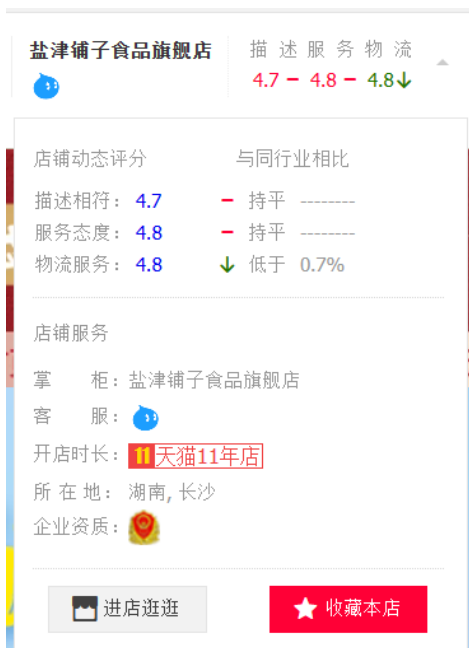 盐津铺子食品旗舰店 描 述 服 务 物 流
4.7 - 4.8 - 4.8↓
店铺动态评分 与同行业相比
描述相符： 4.7 - 持平 --------
服务态度： 4.8 - 持平 --------
物流服务： 4.8 ↓ 低于 0.7%
店铺服务
掌 柜：盐津铺子食品旗舰店
客 服：
开店时长： 11 天猫11年店
所 在 地： 湖南, 长沙
企业资质：
进店逛逛 收藏本店